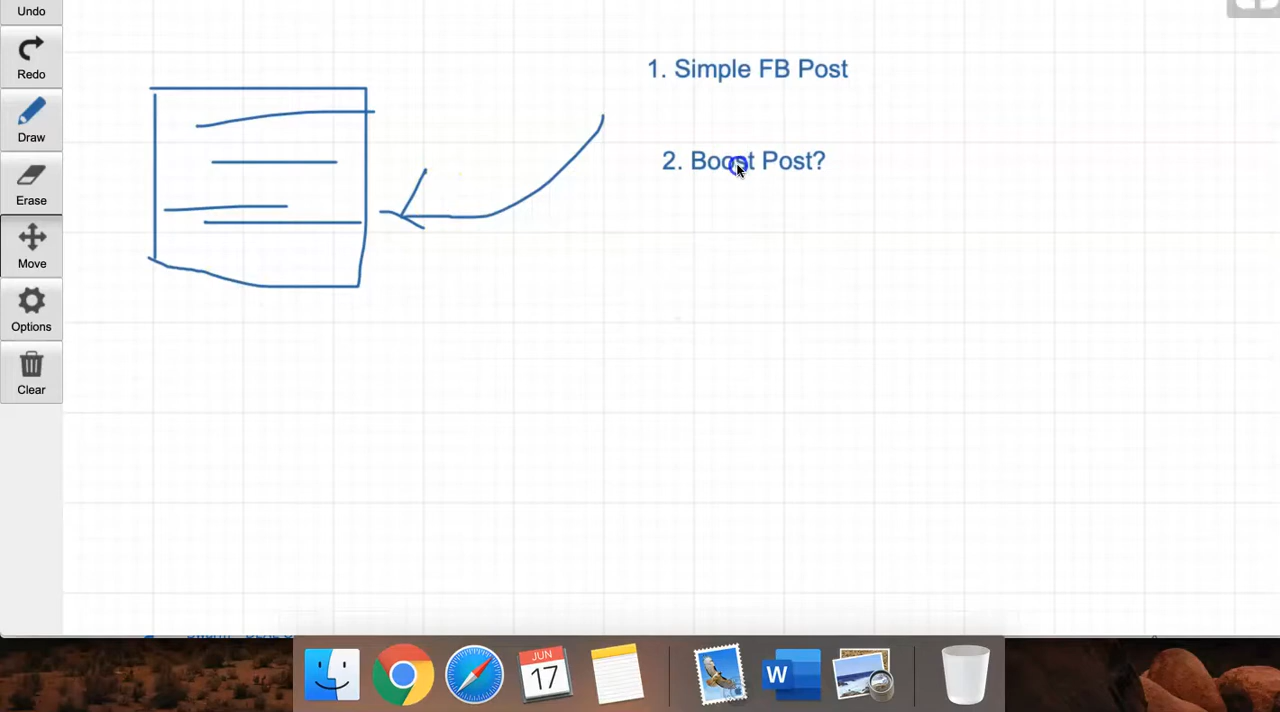 Undo
Redo
Draw
Erase
Move
Options
Clear
1. Simple FB Post
2. Boost Post?
JUN
17
W